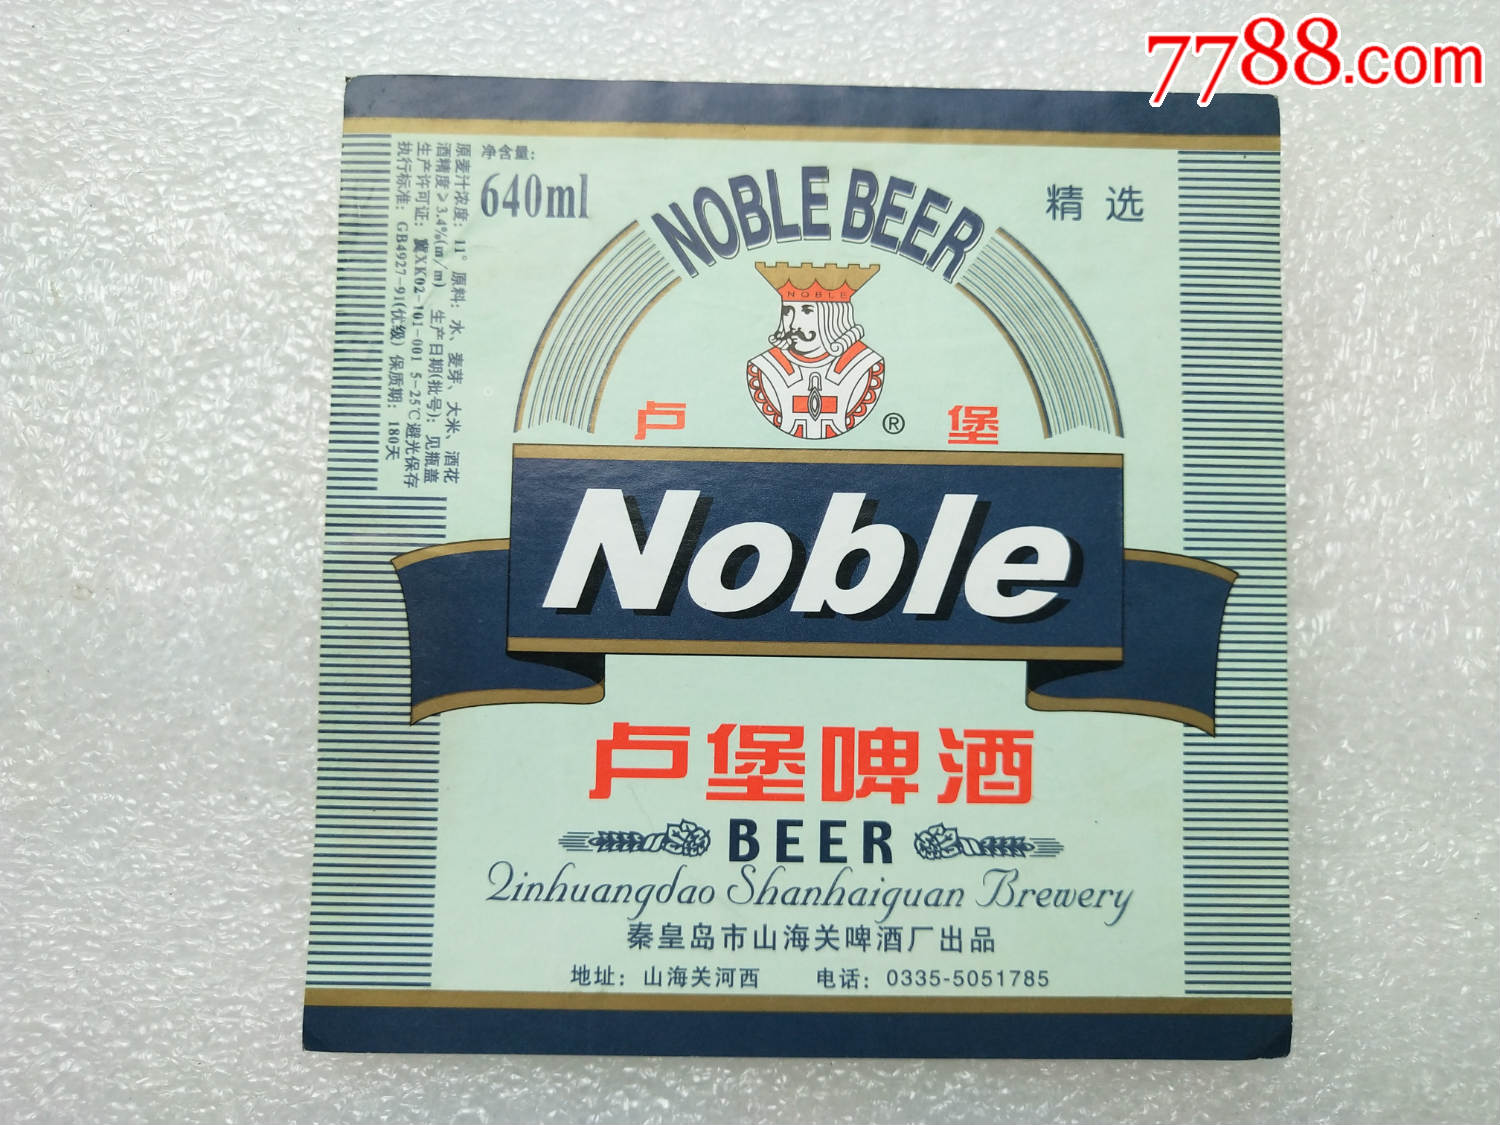 7788.com
净含量:
640ml
原麦汁浓度: 11° 原料: 水、麦芽、大米、酒花
酒精度≥3.4%(m/m) 生产日期(批号): 见瓶盖
生产许可证: 冀XK02-101-001 5-25℃避光保存
执行标准: GB4927-91(优级) 保质期: 180天
NOBLE BEER
精选
NOBLE
卢 ® 堡
Noble
卢堡啤酒
BEER
Qinhuangdao Shanhaiguan Brewery
秦皇岛市山海关啤酒厂出品
地址: 山海关河西 电话: 0335-5051785